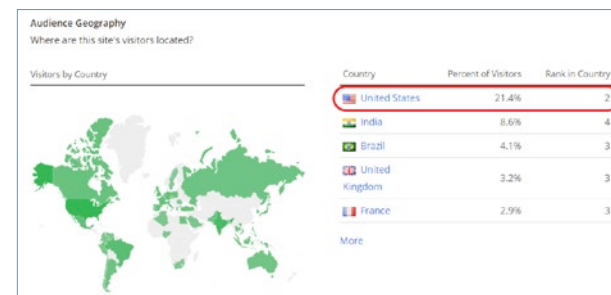 Audience Geography
Where are this site's visitors located?
Visitors by Country
Country Percent of Visitors Rank in Country
United States 21.4% 2
India 8.6% 4
Brazil 4.1% 3
United
Kingdom 3.2% 3
France 2.9% 3
More